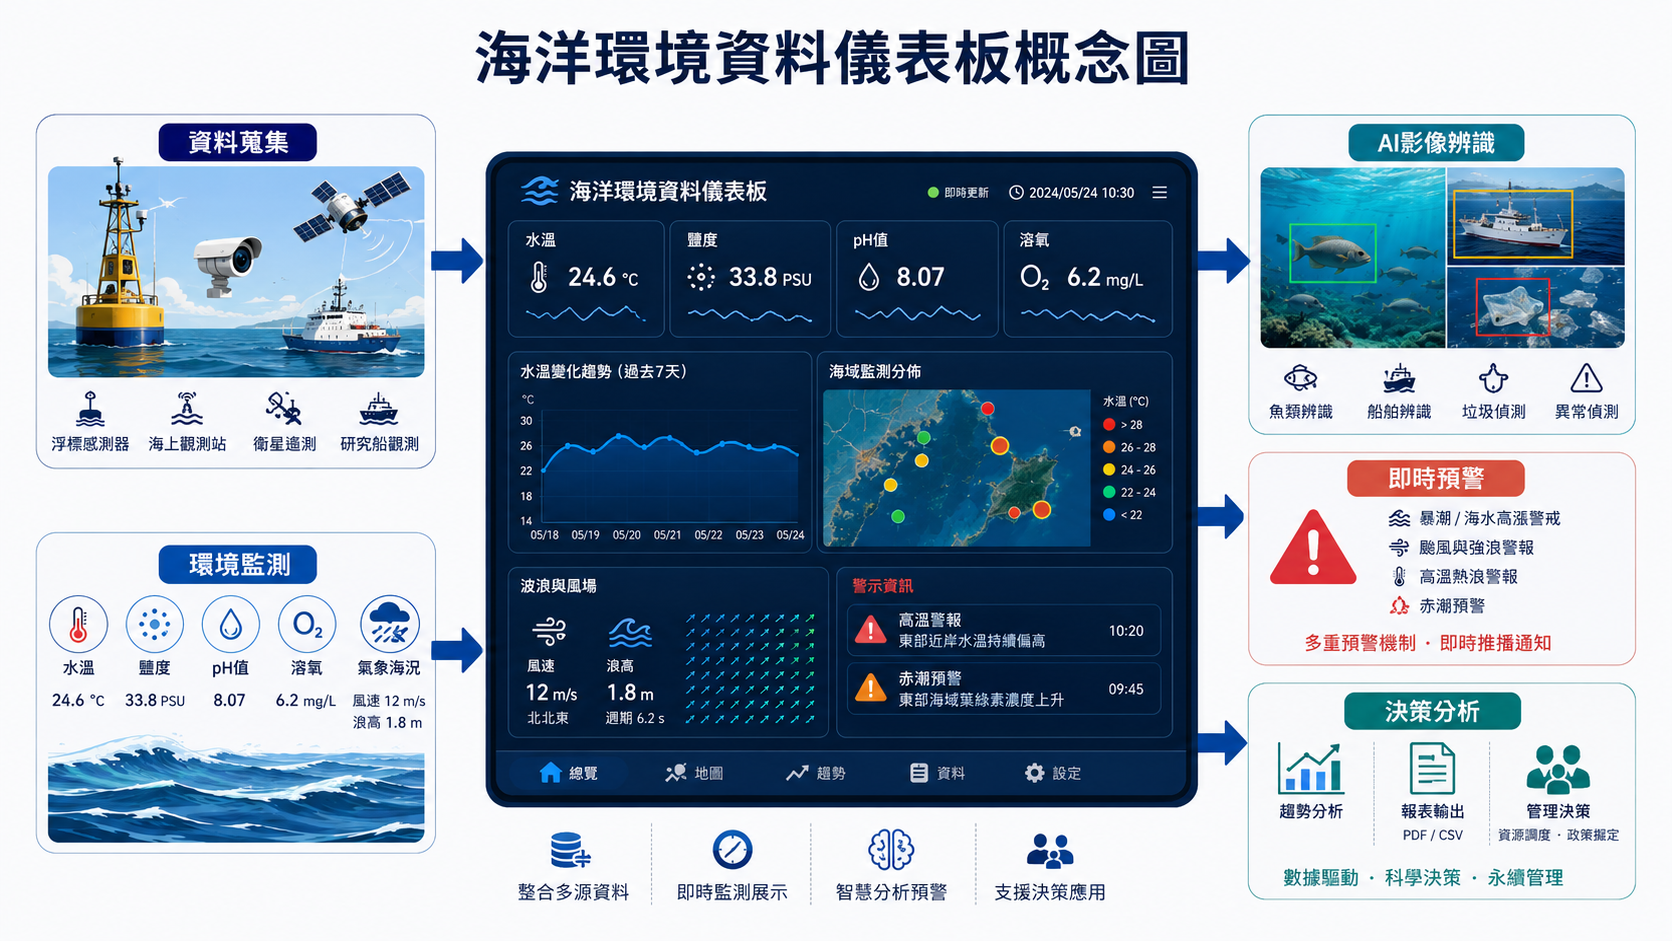 海洋環境資料儀表板概念圖
資料蒐集
浮標感測器
海上觀測站
衛星遙測
研究船觀測
環境監測
水溫
鹽度
pH值
溶氧
氣象海況
O₂
24.6 °C
33.8 PSU
8.07
6.2 mg/L
風速 12 m/s
浪高 1.8 m
海洋環境資料儀表板
即時更新
2024/05/24 10:30
水溫
24.6 °C
鹽度
33.8 PSU
pH值
8.07
溶氧
O₂ 6.2 mg/L
水溫變化趨勢 (過去7天)
°C
30
26
22
18
14
05/18 05/19 05/20 05/21 05/22 05/23 05/24
海域監測分佈
水溫 (°C)
> 28
26 - 28
24 - 26
22 - 24
< 22
波浪與風場
風速
12 m/s
北北東
浪高
1.8 m
週期 6.2 s
警示資訊
高溫警報
東部近岸水溫持續偏高
10:20
赤潮預警
東部海域葉綠素濃度上升
09:45
總覽
地圖
趨勢
資料
設定
整合多源資料
即時監測展示
智慧分析預警
支援決策應用
AI影像辨識
魚類辨識
船舶辨識
垃圾偵測
異常偵測
即時預警
暴潮 / 海水高漲警戒
颱風與強浪警報
高溫熱浪警報
赤潮預警
多重預警機制 · 即時推播通知
決策分析
趨勢分析
報表輸出
PDF / CSV
管理決策
資源調度 · 政策擬定
數據驅動 · 科學決策 · 永續管理